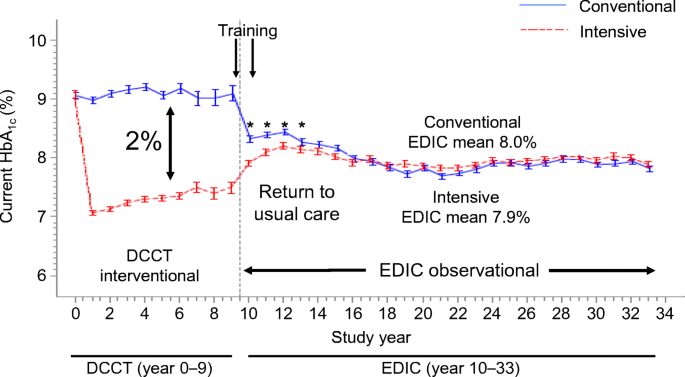 Conventional
Intensive
Training
Current HbA1c (%)
10
9
8
7
6
2%
* * * *
Conventional
EDIC mean 8.0%
Return to
usual care
Intensive
EDIC mean 7.9%
DCCT
interventional
EDIC observational
0 2 4 6 8 10 12 14 16 18 20 22 24 26 28 30 32 34
Study year
DCCT (year 0–9)
EDIC (year 10–33)